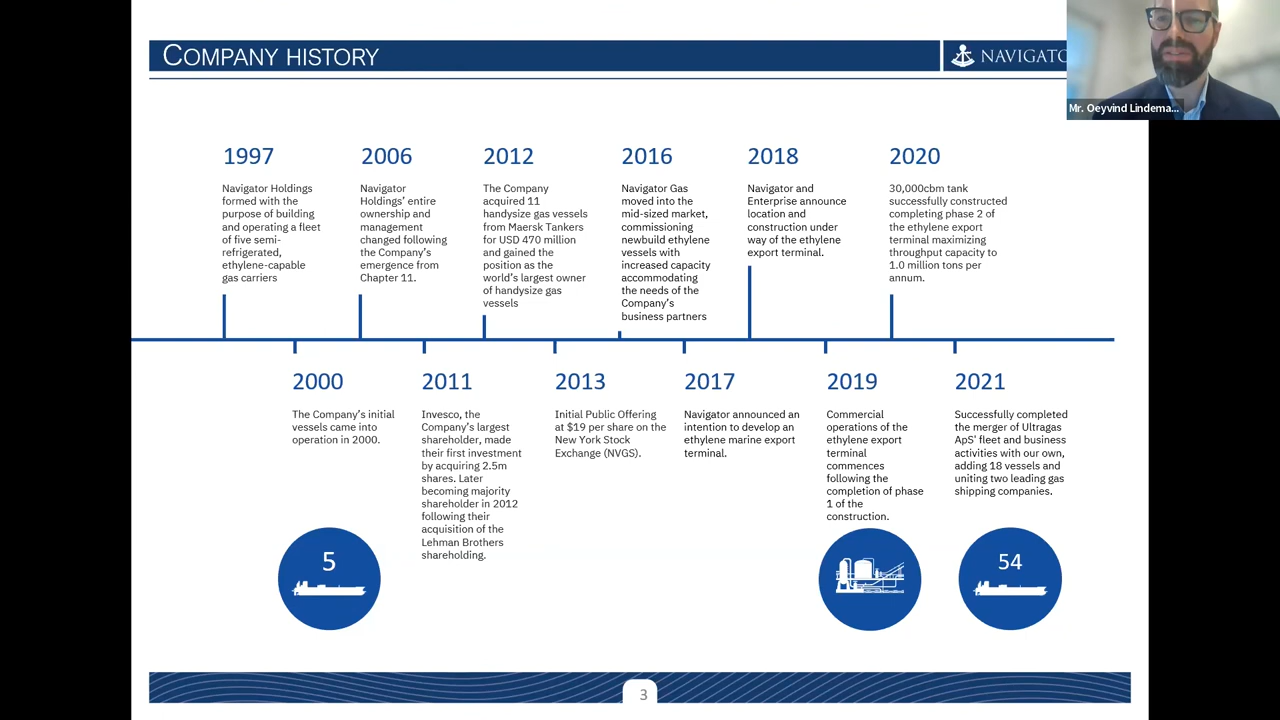 COMPANY HISTORY
NAVIGATO
Mr. Oeyvind Lindema...
1997
Navigator Holdings
formed with the
purpose of building
and operating a fleet
of five semi-
refrigerated,
ethylene-capable
gas carriers
2006
Navigator
Holdings' entire
ownership and
management
changed following
the Company's
emergence from
Chapter 11.
2012
The Company
acquired 11
handysize gas vessels
from Maersk Tankers
for USD 470 million
and gained the
position as the
world's largest owner
of handysize gas
vessels
2016
Navigator Gas
moved into the
mid-sized market,
commissioning
newbuild ethylene
vessels with
increased capacity
accommodating
the needs of the
Company's
business partners
2018
Navigator and
Enterprise announce
location and
construction under
way of the ethylene
export terminal.
2020
30,000cbm tank
successfully constructed
completing phase 2 of
the ethylene export
terminal maximizing
throughput capacity to
1.0 million tons per
annum.
2000
The Company's initial
vessels came into
operation in 2000.
2011
Invesco, the
Company's largest
shareholder, made
their first investment
by acquiring 2.5m
shares. Later
becoming majority
shareholder in 2012
following their
acquisition of the
Lehman Brothers
shareholding.
2013
Initial Public Offering
at $19 per share on the
New York Stock
Exchange (NVGS).
2017
Navigator announced an
intention to develop an
ethylene marine export
terminal.
2019
Commercial
operations of the
ethylene export
terminal
commences
following the
completion of phase
1 of the
construction.
2021
Successfully completed
the merger of Ultragas
ApS' fleet and business
activities with our own,
adding 18 vessels and
uniting two leading gas
shipping companies.
5
54
3